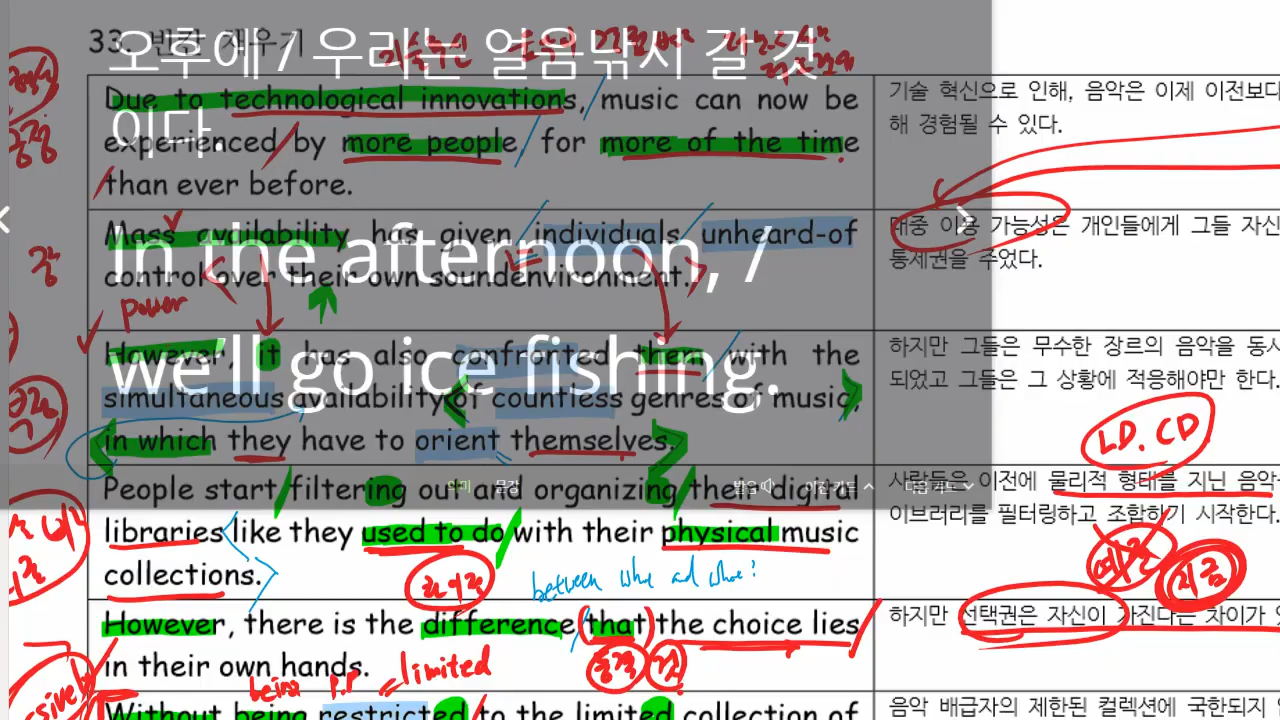 33. 빈칸 채우기
오후에 / 우리는 얼음낚시 갈 것
이다.
In the afternoon, /
we'll go ice fishing.
Due to technological innovations, music can now be
experienced by more people, for more of the time
than ever before.
기술 혁신으로 인해, 음악은 이제 이전보다
해 경험될 수 있다.
Mass availability has given individuals unheard-of
control over their own soundenvironment.
power
대중 이용 가능성은 개인들에게 그들 자신
통제권을 주었다.
However, it has also confronted them with the
simultaneous availability of countless genres of music,
in which they have to orient themselves.
하지만 그들은 무수한 장르의 음악을 동시
되었고 그들은 그 상황에 적응해야만 한다.
LD. CD
People start filtering out and organizing their digital
libraries like they used to do with their physical music
collections.
사람들은 이전에 물리적 형태를 지닌 음악
이브러리를 필터링하고 조합하기 시작한다.
지금
between who and who?
However, there is the difference that the choice lies
in their own hands.
하지만 선택권은 자신이 가진다는 차이가
것
limited
being P.P
Without being restricted to the limited collection of
음악 배급자의 제한된 컬렉션에 국한되지